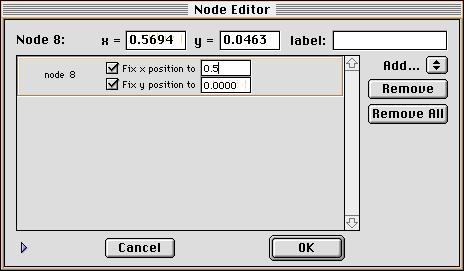 Node Editor
Node 8: x = 0.5694 y = 0.0463 label:
node 8 Fix x position to 0.5
Fix y position to 0.0000
Add...
Remove
Remove All
Cancel OK